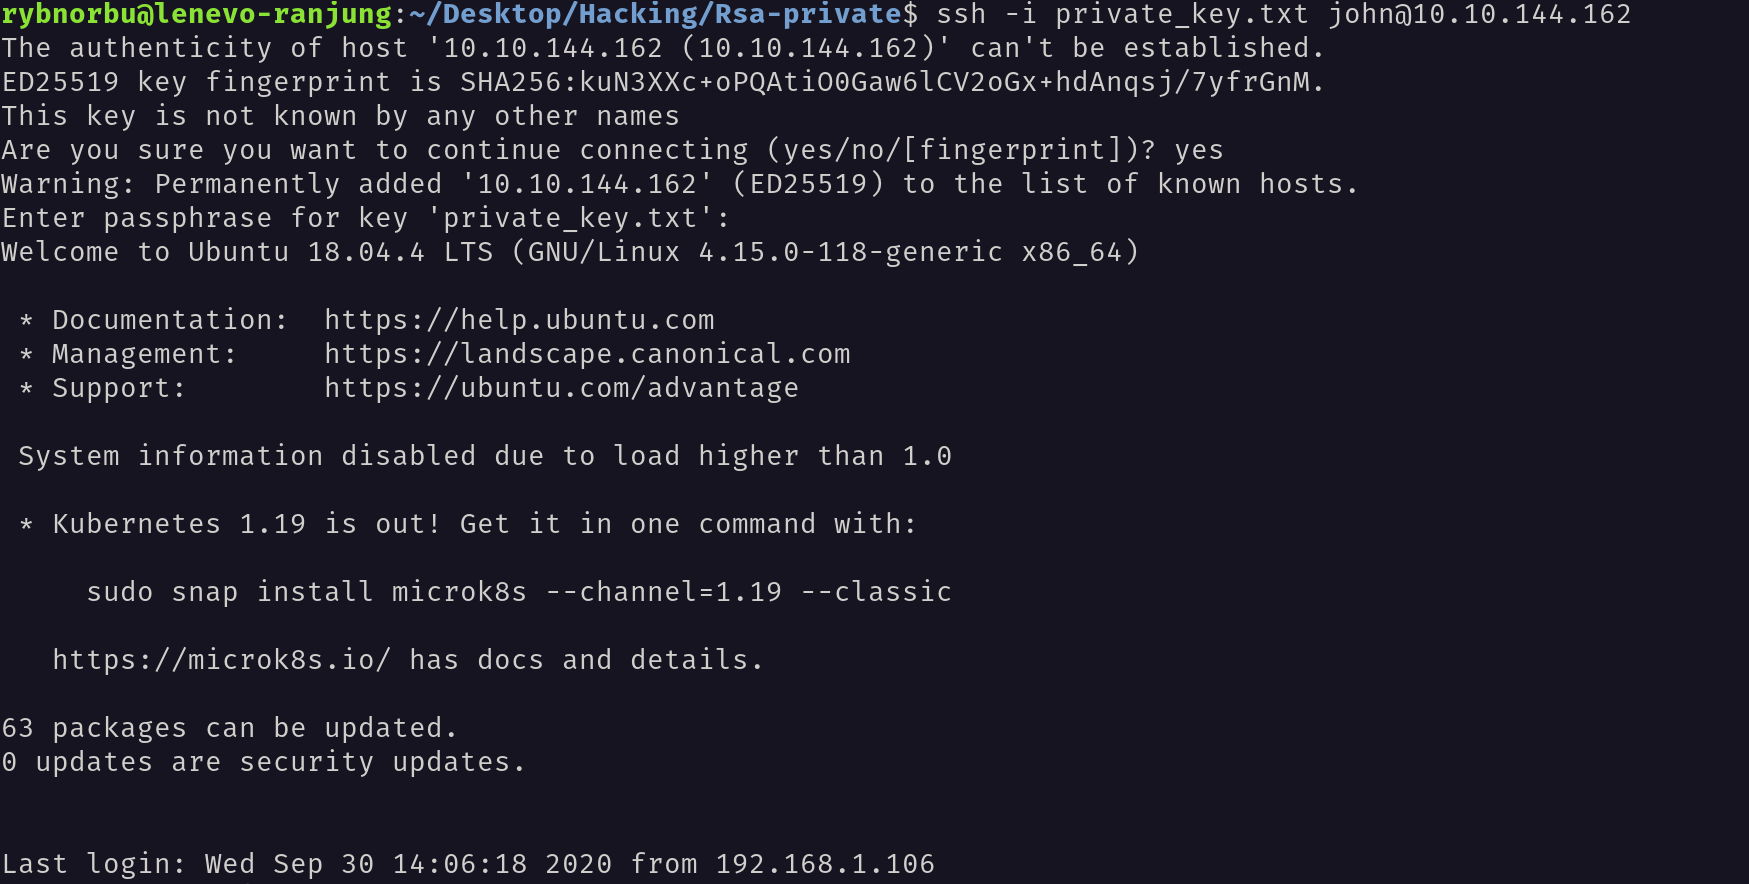 rybnorbu@lenevo-ranjung:~/Desktop/Hacking/Rsa-private$ ssh -i private_key.txt john@10.10.144.162
The authenticity of host '10.10.144.162 (10.10.144.162)' can't be established.
ED25519 key fingerprint is SHA256:kuN3XXc+oPQAtiO0Gaw6lCV2oGx+hdAnqsj/7yfrGnM.
This key is not known by any other names
Are you sure you want to continue connecting (yes/no/[fingerprint])? yes
Warning: Permanently added '10.10.144.162' (ED25519) to the list of known hosts.
Enter passphrase for key 'private_key.txt':
Welcome to Ubuntu 18.04.4 LTS (GNU/Linux 4.15.0-118-generic x86_64)

 * Documentation:  https://help.ubuntu.com
 * Management:     https://landscape.canonical.com
 * Support:        https://ubuntu.com/advantage

 System information disabled due to load higher than 1.0

 * Kubernetes 1.19 is out! Get it in one command with:

     sudo snap install microk8s --channel=1.19 --classic

   https://microk8s.io/ has docs and details.

63 packages can be updated.
0 updates are security updates.


Last login: Wed Sep 30 14:06:18 2020 from 192.168.1.106